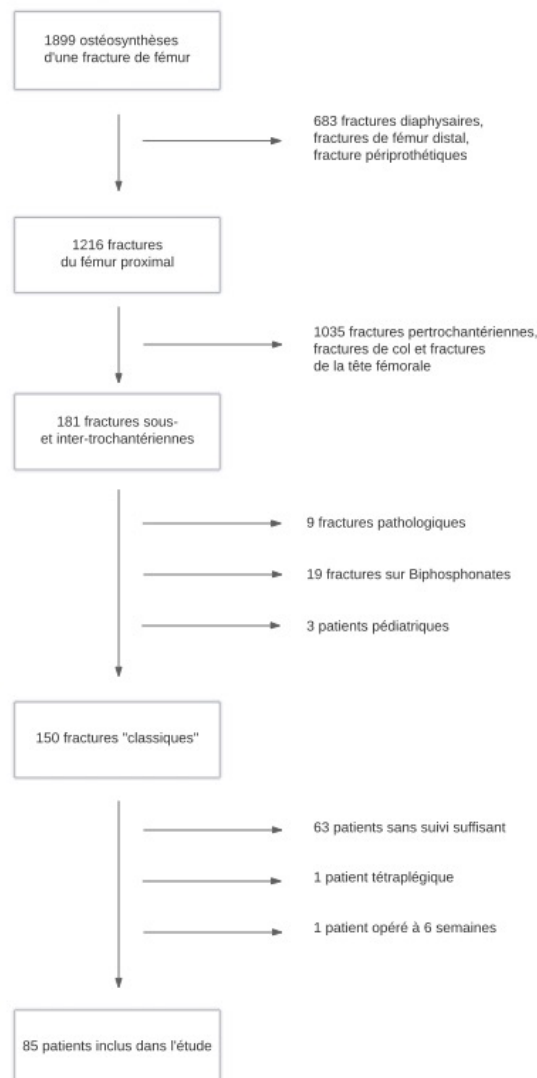 1899 ostéosynthèses
d'une fracture de fémur
683 fractures diaphysaires,
fractures de fémur distal,
fracture périprothétiques
1216 fractures
du fémur proximal
1035 fractures pertrochantériennes,
fractures de col et fractures
de la tête fémorale
181 fractures sous-
et inter-trochantériennes
9 fractures pathologiques
19 fractures sur Biphosphonates
3 patients pédiatriques
150 fractures "classiques"
63 patients sans suivi suffisant
1 patient tétraplégique
1 patient opéré à 6 semaines
85 patients inclus dans l'étude